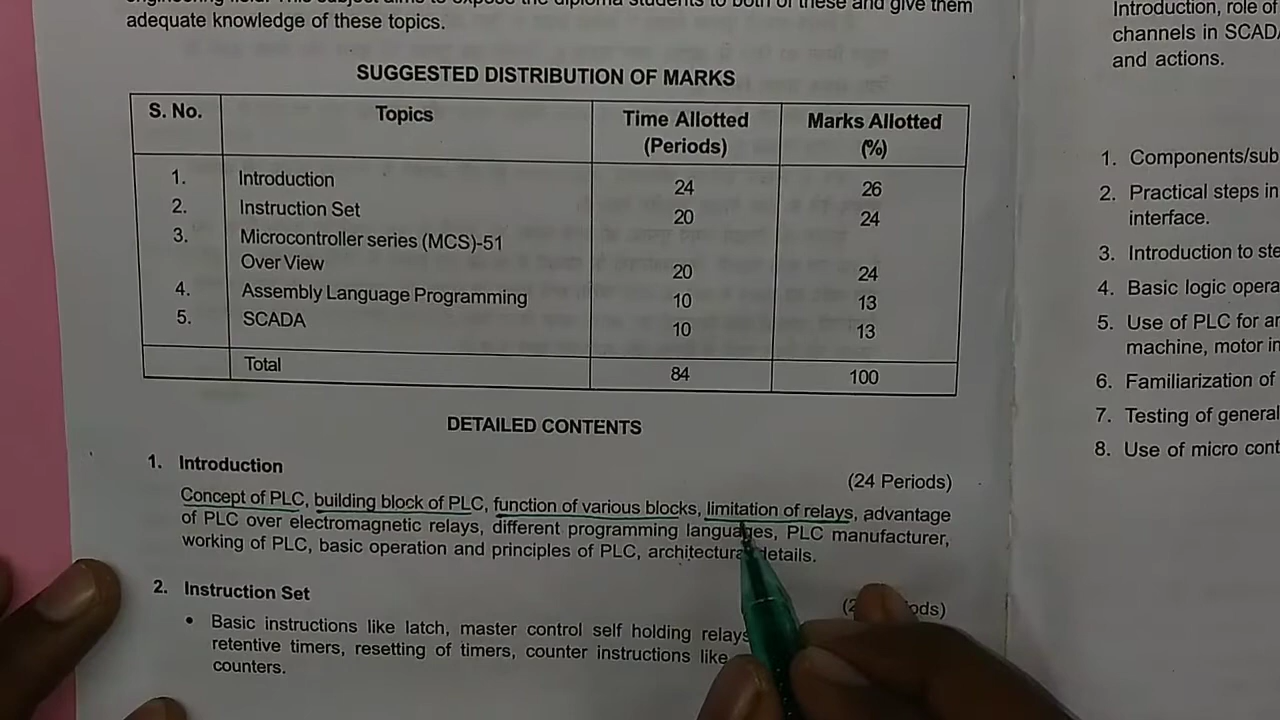 adequate knowledge of these topics.
SUGGESTED DISTRIBUTION OF MARKS
S. No. Topics Time Allotted (Periods) Marks Allotted (%)
1. Introduction 24 26
2. Instruction Set 20 24
3. Microcontroller series (MCS)-51
Over View 20 24
4. Assembly Language Programming 10 13
5. SCADA 10 13
Total 84 100
DETAILED CONTENTS
1. Introduction
(24 Periods)
Concept of PLC, building block of PLC, function of various blocks, limitation of relays, advantage
of PLC over electromagnetic relays, different programming languages, PLC manufacturer,
working of PLC, basic operation and principles of PLC, architectural details.
2. Instruction Set
• Basic instructions like latch, master control self holding relays
retentive timers, resetting of timers, counter instructions like
counters.
Introduction, role of
channels in SCADA
and actions.
1. Components/sub
2. Practical steps in
interface.
3. Introduction to ste
4. Basic logic opera
5. Use of PLC for an
machine, motor in
6. Familiarization of
7. Testing of general
8. Use of micro cont